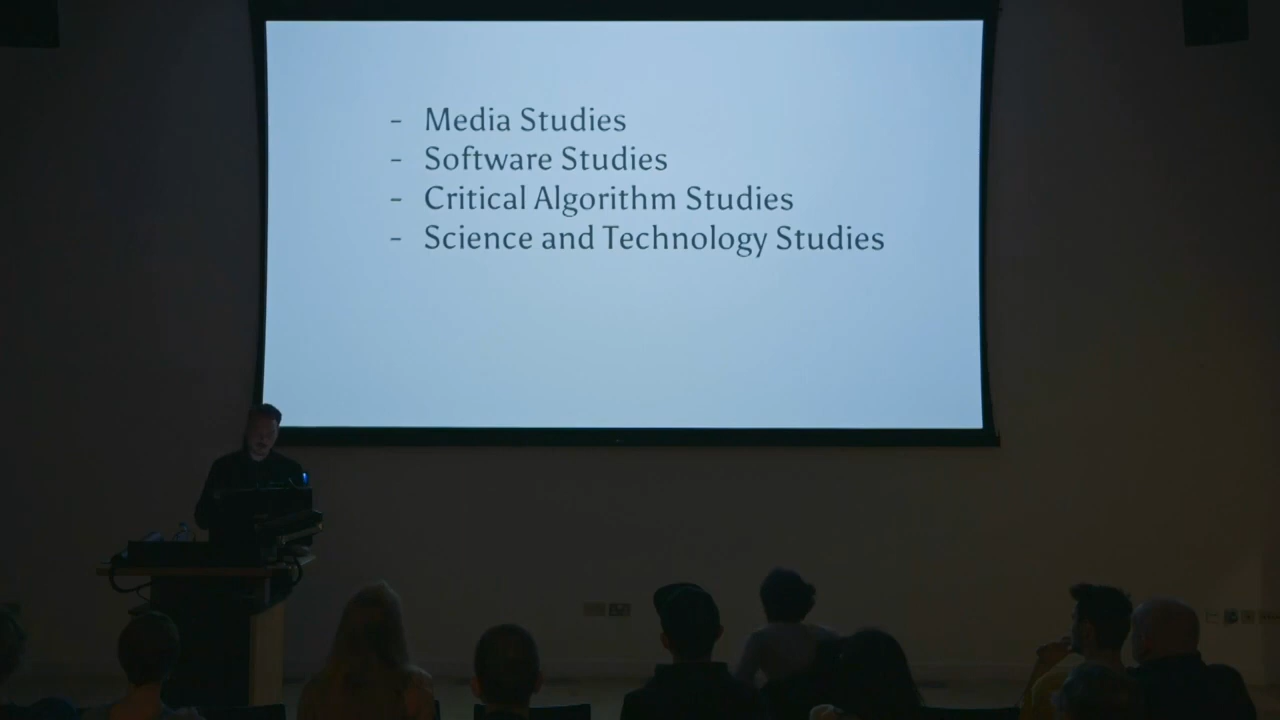 - Media Studies
- Software Studies
- Critical Algorithm Studies
- Science and Technology Studies